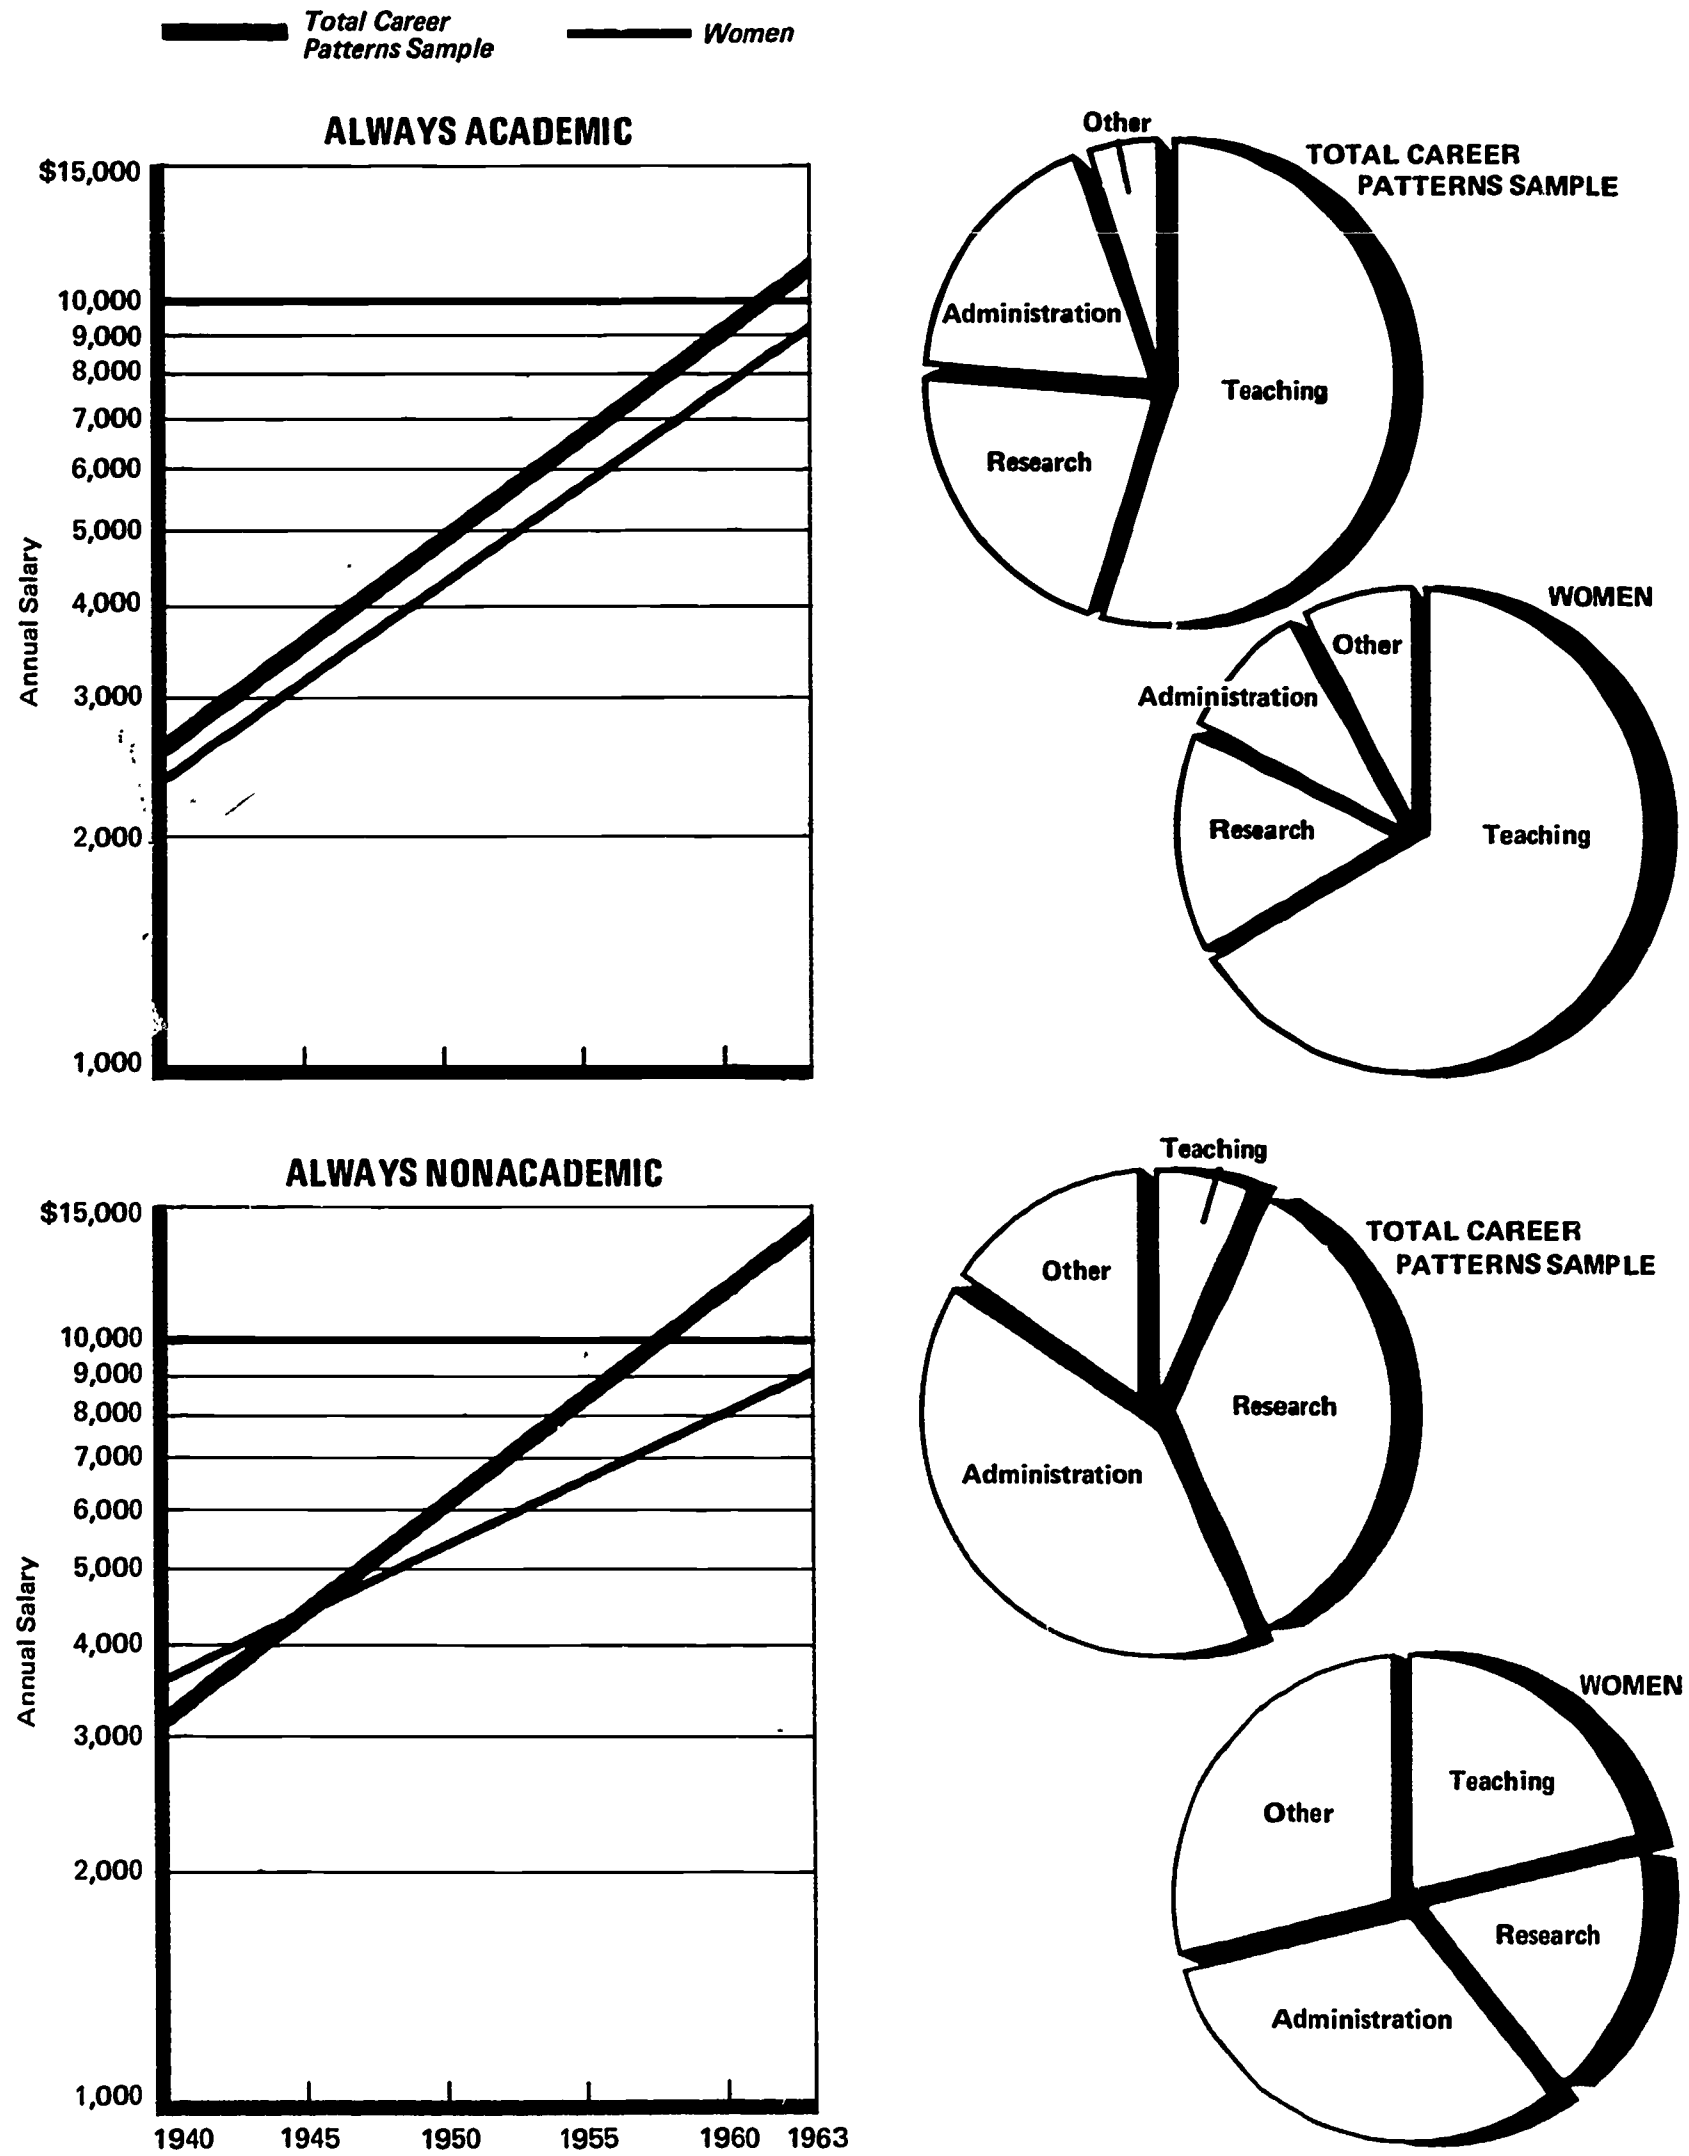 Total Career
Patterns Sample
Women
ALWAYS ACADEMIC
$15,000
10,000
9,000
8,000
7,000
6,000
5,000
4,000
3,000
2,000
1,000
Annual Salary
Other
TOTAL CAREER
PATTERNS SAMPLE
Administration
Teaching
Research
WOMEN
Other
Administration
Research
Teaching
ALWAYS NONACADEMIC
$15,000
10,000
9,000
8,000
7,000
6,000
5,000
4,000
3,000
2,000
1,000
Annual Salary
1940 1945 1950 1955 1960 1963
Teaching
TOTAL CAREER
PATTERNS SAMPLE
Other
Research
Administration
WOMEN
Teaching
Other
Research
Administration